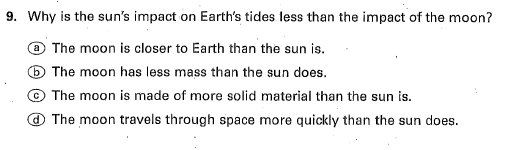 9. Why is the sun's impact on Earth's tides less than the impact of the moon?
ⓐ The moon is closer to Earth than the sun is.
ⓑ The moon has less mass than the sun does.
ⓒ The moon is made of more solid material than the sun is.
ⓓ The moon travels through space more quickly than the sun does.